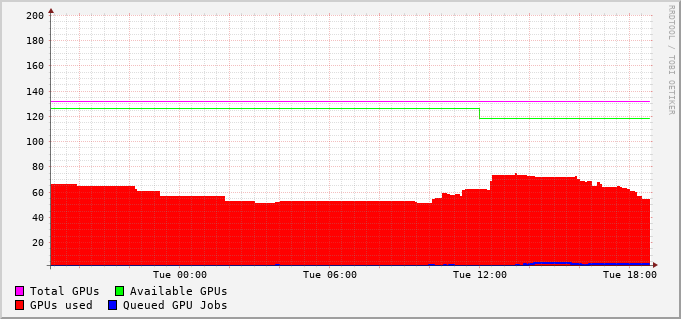 200
180
160
140
120
100
80
60
40
20
Tue 00:00 Tue 06:00 Tue 12:00 Tue 18:00
Total GPUs Available GPUs
GPUs used Queued GPU Jobs
RRDTOOL / TOBI OETIKER